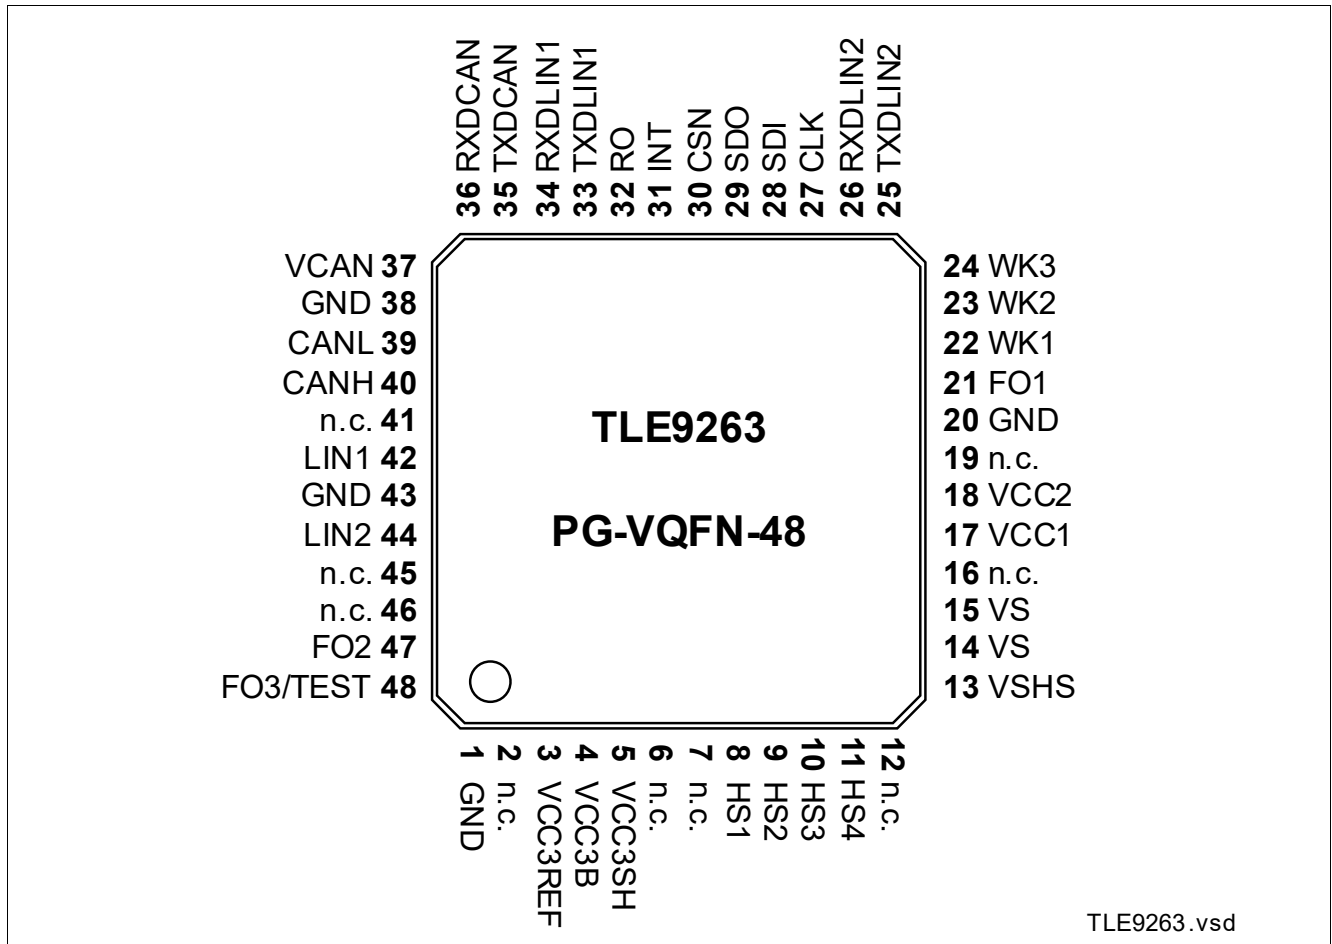 36 RXDCAN
35 TXDCAN
34 RXDLIN1
33 TXDLIN1
32 RO
31 INT
30 CSN
29 SDO
28 SDI
27 CLK
26 RXDLIN2
25 TXDLIN2
VCAN 37
GND 38
CANL 39
CANH 40
n.c. 41
LIN1 42
GND 43
LIN2 44
n.c. 45
n.c. 46
FO2 47
FO3/TEST 48
TLE9263
PG-VQFN-48
24 WK3
23 WK2
22 WK1
21 FO1
20 GND
19 n.c.
18 VCC2
17 VCC1
16 n.c.
15 VS
14 VS
13 VSHS
1 GND
2 n.c.
3 VCC3REF
4 VCC3B
5 VCC3SH
6 n.c.
7 n.c.
8 HS1
9 HS2
10 HS3
11 HS4
12 n.c.
TLE9263.vsd